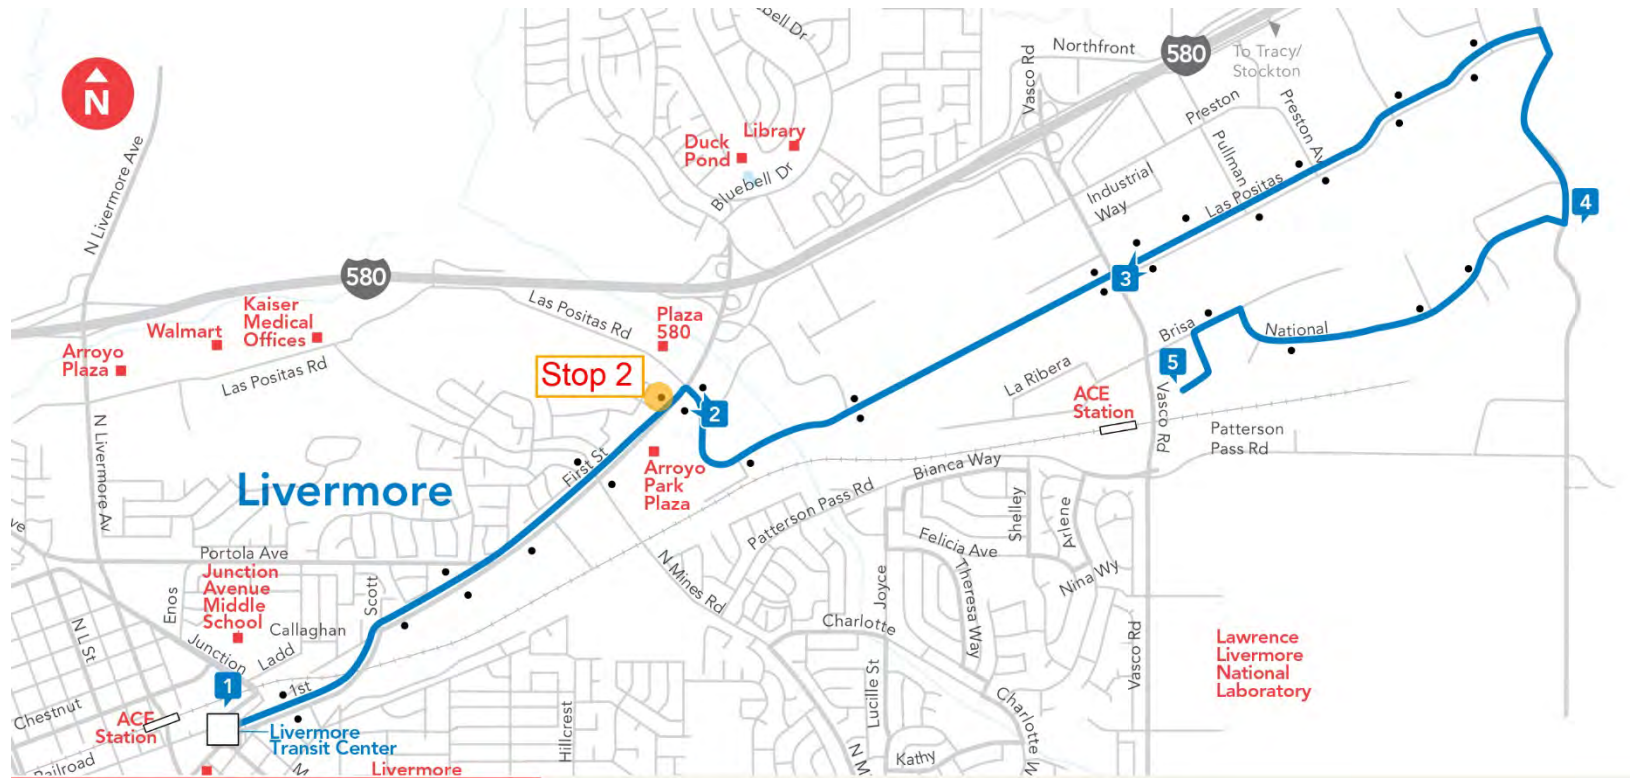 ebell Dr
N
Northfront
580
To Tracy/
Stockton
Vasco Rd
Preston
Preston Av
Pullman
Duck
Pond
Library
Bluebell Dr
Industrial
Way
Las Positas
N Livermore Ave
4
580
3
Las Positas Rd
Plaza
580
Kaiser
Medical
Offices
Walmart
Arroyo
Plaza
Las Positas Rd
Stop 2
2
Brisa
National
5
La Ribera
ACE
Station
Vasco Rd
Patterson
Pass Rd
N Livermore Av
First St
Arroyo
Park
Plaza
Bianca Way
Livermore
Patterson Pass Rd
Shelley
Arlene
Felicia Ave
Theresa Way
Nina Wy
ve
Portola Ave
Junction
Avenue
Middle
School
Enos
Scott
Callaghan
N Mines Rd
Joyce
Charlotte
N L St
Junction
Ladd
Vasco Rd
Lawrence
Livermore
National
Laboratory
1
1st
Lucille St
Charlotte W
Chestnut
ACE
Station
Livermore
Transit Center
Hillcrest
N M
Kathy
Railroad
M
Livermore